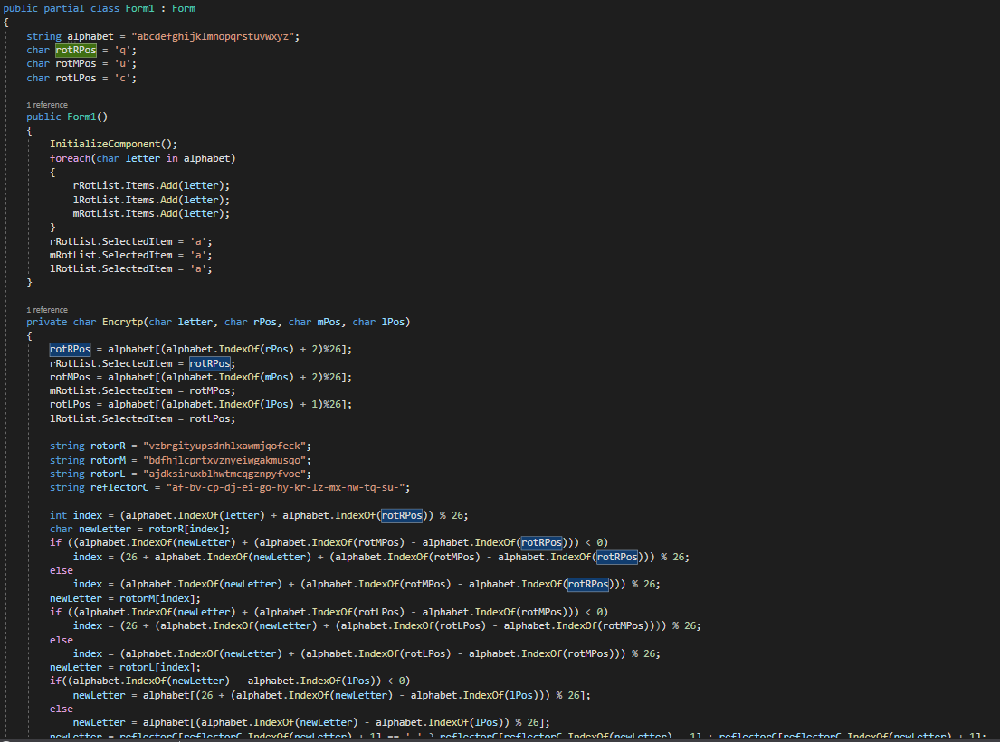 public partial class Form1 : Form
{
string alphabet = "abcdefghijklmnopqrstuvwxyz";
char rotRPos = 'q';
char rotMPos = 'u';
char rotLPos = 'c';
1 reference
public Form1()
{
InitializeComponent();
foreach(char letter in alphabet)
{
rRotList.Items.Add(letter);
lRotList.Items.Add(letter);
mRotList.Items.Add(letter);
}
rRotList.SelectedItem = 'a';
mRotList.SelectedItem = 'a';
lRotList.SelectedItem = 'a';
}
1 reference
private char Encrytp(char letter, char rPos, char mPos, char lPos)
{
rotRPos = alphabet[(alphabet.IndexOf(rPos) + 2)%26];
rRotList.SelectedItem = rotRPos;
rotMPos = alphabet[(alphabet.IndexOf(mPos) + 2)%26];
mRotList.SelectedItem = rotMPos;
rotLPos = alphabet[(alphabet.IndexOf(lPos) + 1)%26];
lRotList.SelectedItem = rotLPos;
string rotorR = "vzbrgityupsdnhlxawmjqofeck";
string rotorM = "bdfhjlcprtxvznyeiwgakmusqo";
string rotorL = "ajdksiruxblhwtmcqgznpyfvoe";
string reflectorC = "af-bv-cp-dj-ei-go-hy-kr-lz-mx-nw-tq-su-";
int index = (alphabet.IndexOf(letter) + alphabet.IndexOf(rotRPos)) % 26;
char newLetter = rotorR[index];
if ((alphabet.IndexOf(newLetter) + (alphabet.IndexOf(rotMPos) - alphabet.IndexOf(rotRPos))) < 0)
index = (26 + alphabet.IndexOf(newLetter) + (alphabet.IndexOf(rotMPos) - alphabet.IndexOf(rotRPos))) % 26;
else
index = (alphabet.IndexOf(newLetter) + (alphabet.IndexOf(rotMPos) - alphabet.IndexOf(rotRPos))) % 26;
newLetter = rotorM[index];
if ((alphabet.IndexOf(newLetter) + (alphabet.IndexOf(rotLPos) - alphabet.IndexOf(rotMPos))) < 0)
index = (26 + (alphabet.IndexOf(newLetter) + (alphabet.IndexOf(rotLPos) - alphabet.IndexOf(rotMPos)))) % 26;
else
index = (alphabet.IndexOf(newLetter) + (alphabet.IndexOf(rotLPos) - alphabet.IndexOf(rotMPos))) % 26;
newLetter = rotorL[index];
if((alphabet.IndexOf(newLetter) - alphabet.IndexOf(lPos)) < 0)
newLetter = alphabet[(26 + (alphabet.IndexOf(newLetter) - alphabet.IndexOf(lPos))) % 26];
else
newLetter = alphabet[(alphabet.IndexOf(newLetter) - alphabet.IndexOf(lPos)) % 26];
newLetter = reflectorC[reflectorC.IndexOf(newLetter) + 1] == '-' ? reflectorC[reflectorC.IndexOf(newLetter) - 1] : reflectorC[reflectorC.IndexOf(newLetter) + 1];